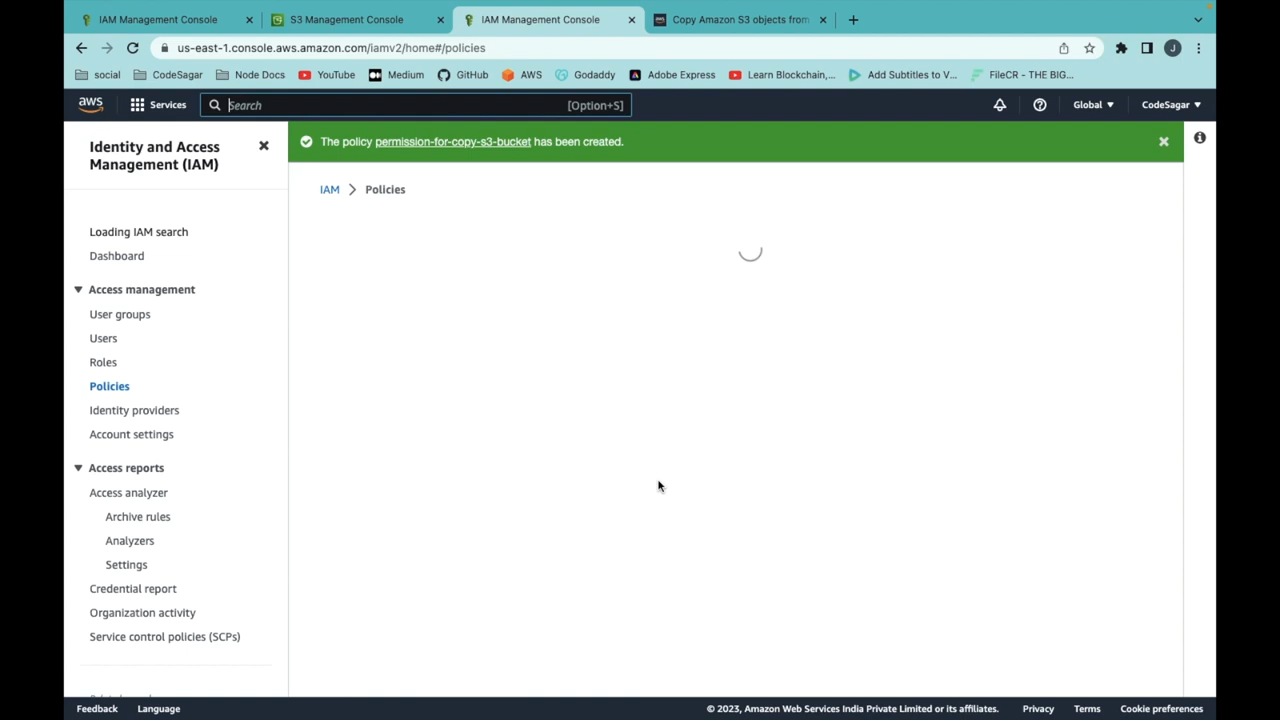 IAM Management Console
S3 Management Console
IAM Management Console
Copy Amazon S3 objects from
us-east-1.console.aws.amazon.com/iamv2/home#/policies
J
social
CodeSagar
Node Docs
YouTube
Medium
GitHub
AWS
Godaddy
Adobe Express
Learn Blockchain,...
Add Subtitles to V...
FileCR - THE BIG...
aws
Services
Search
[Option+S]
Global
CodeSagar
Identity and Access
Management (IAM)
The policy permission-for-copy-s3-bucket has been created.
IAM > Policies
Loading IAM search
Dashboard
Access management
User groups
Users
Roles
Policies
Identity providers
Account settings
Access reports
Access analyzer
Archive rules
Analyzers
Settings
Credential report
Organization activity
Service control policies (SCPs)
Feedback
Language
© 2023, Amazon Web Services India Private Limited or its affiliates.
Privacy
Terms
Cookie preferences